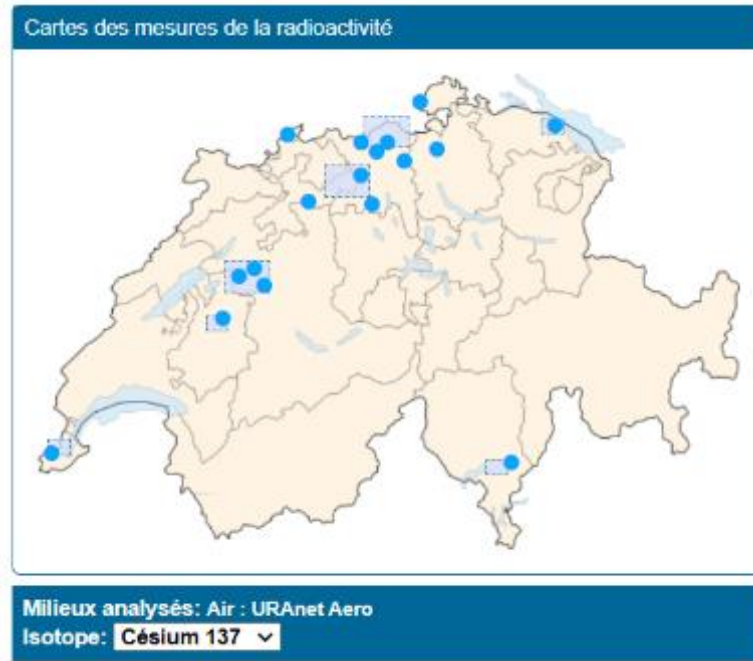 Cartes des mesures de la radioactivité
Milieux analysés: Air : URAnet Aero
Isotope: Césium 137